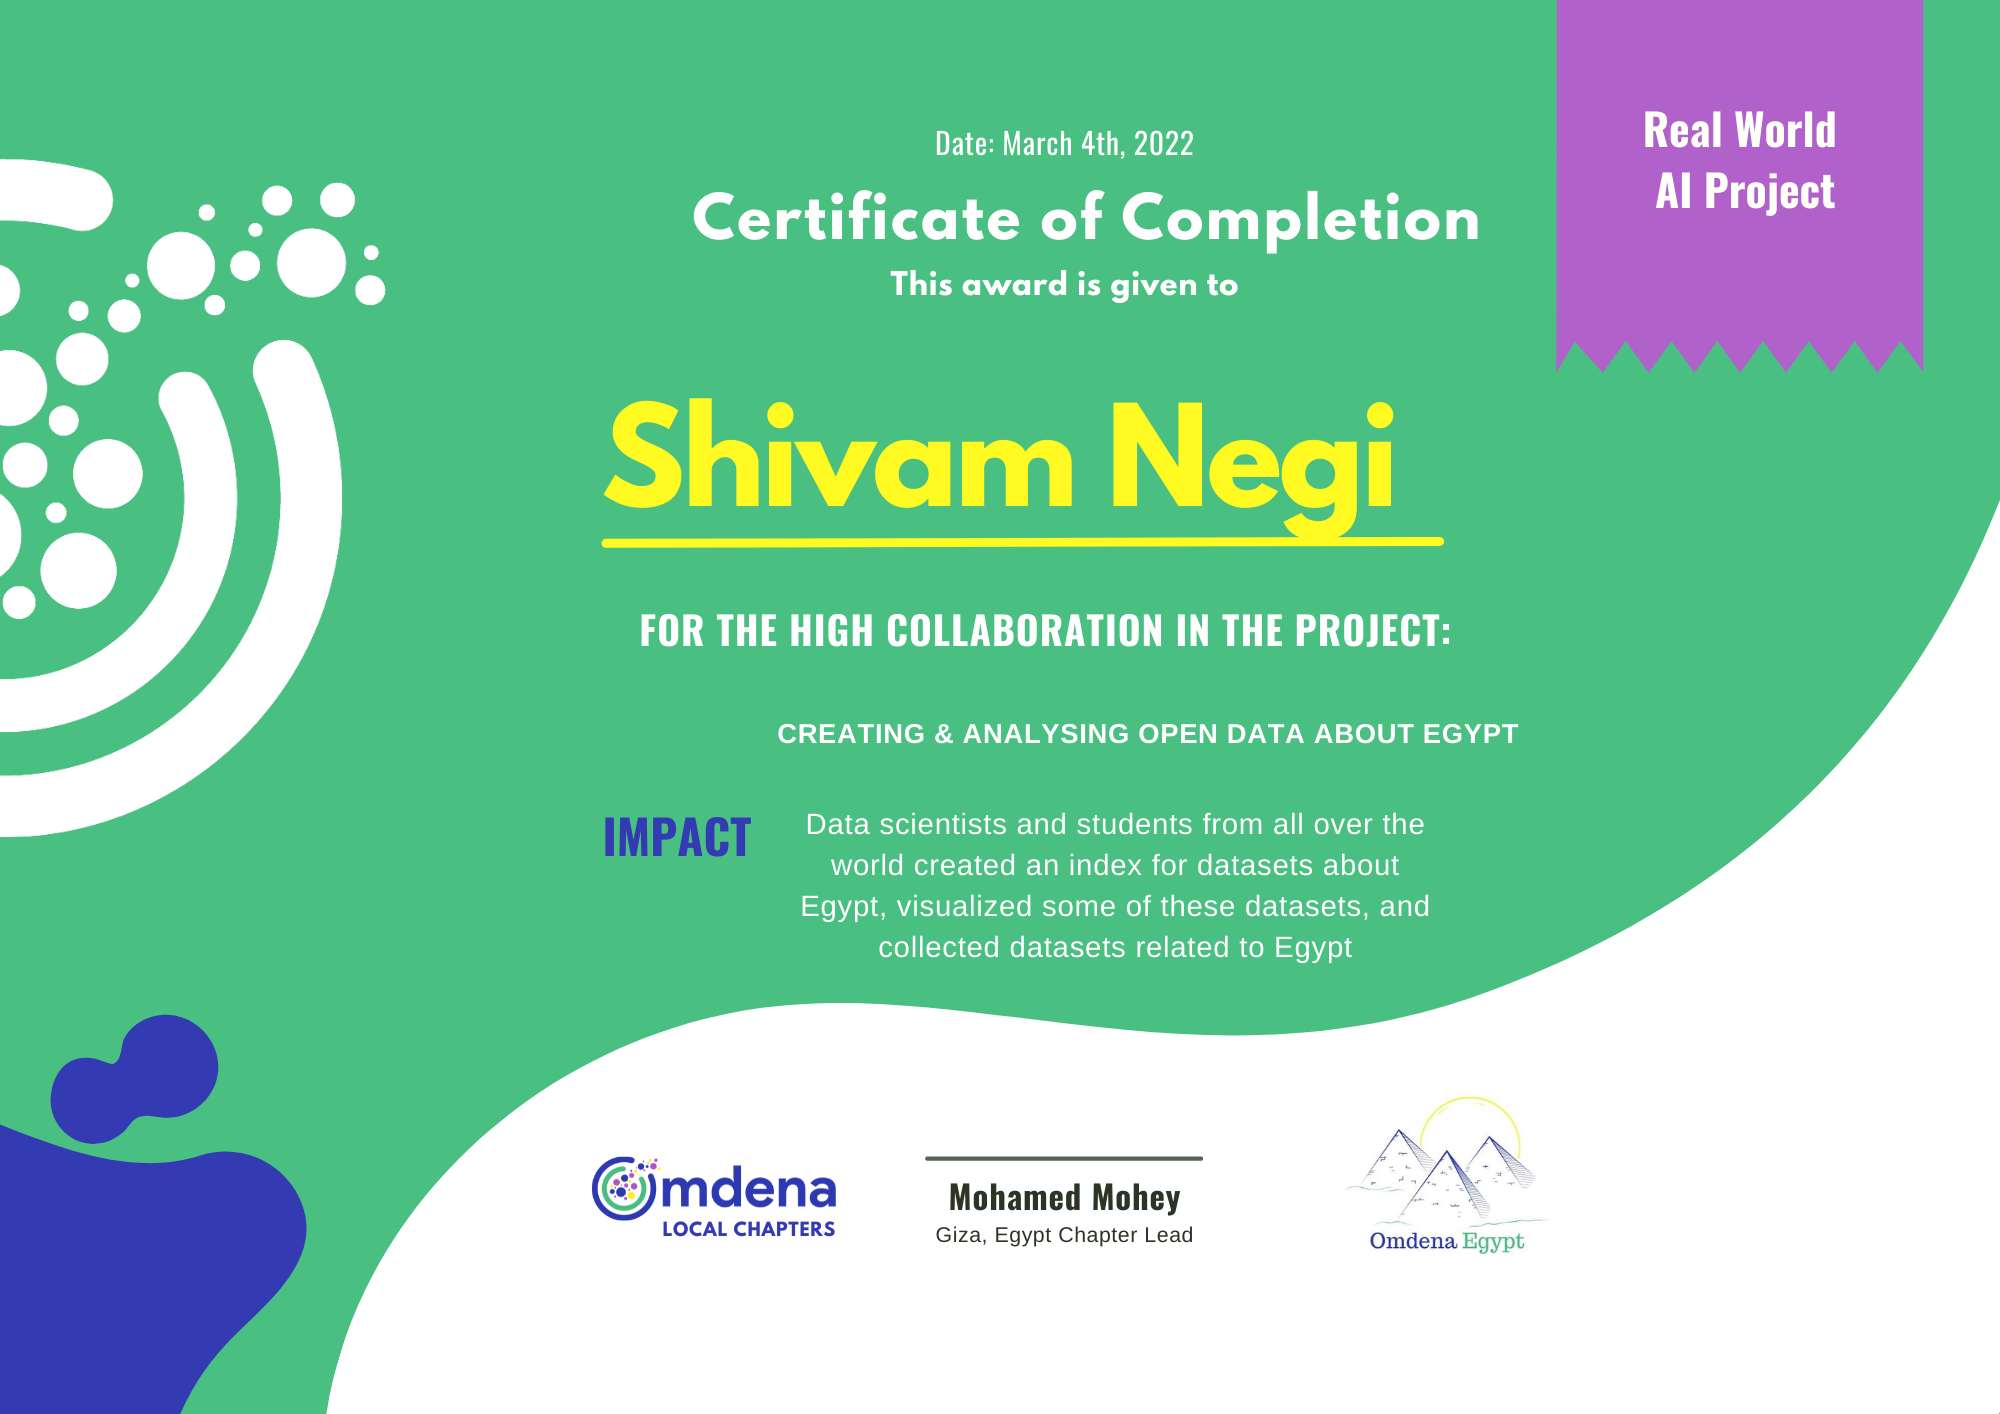 Real World
AI Project
Date: March 4th, 2022
Certificate of Completion
This award is given to
Shivam Negi
FOR THE HIGH COLLABORATION IN THE PROJECT:
CREATING & ANALYSING OPEN DATA ABOUT EGYPT
IMPACT
Data scientists and students from all over the
world created an index for datasets about
Egypt, visualized some of these datasets, and
collected datasets related to Egypt
Omdena
LOCAL CHAPTERS
Mohamed Mohey
Giza, Egypt Chapter Lead
Omdena Egypt